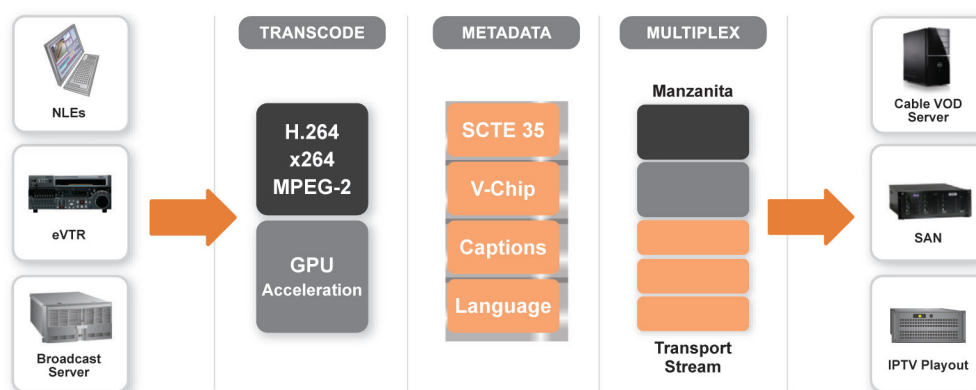 TRANSCODE
METADATA
MULTIPLEX
NLEs
eVTR
Broadcast
Server
H.264
x264
MPEG-2
GPU
Acceleration
SCTE 35
V-Chip
Captions
Language
Manzanita
Transport
Stream
Cable VOD
Server
SAN
IPTV Playout